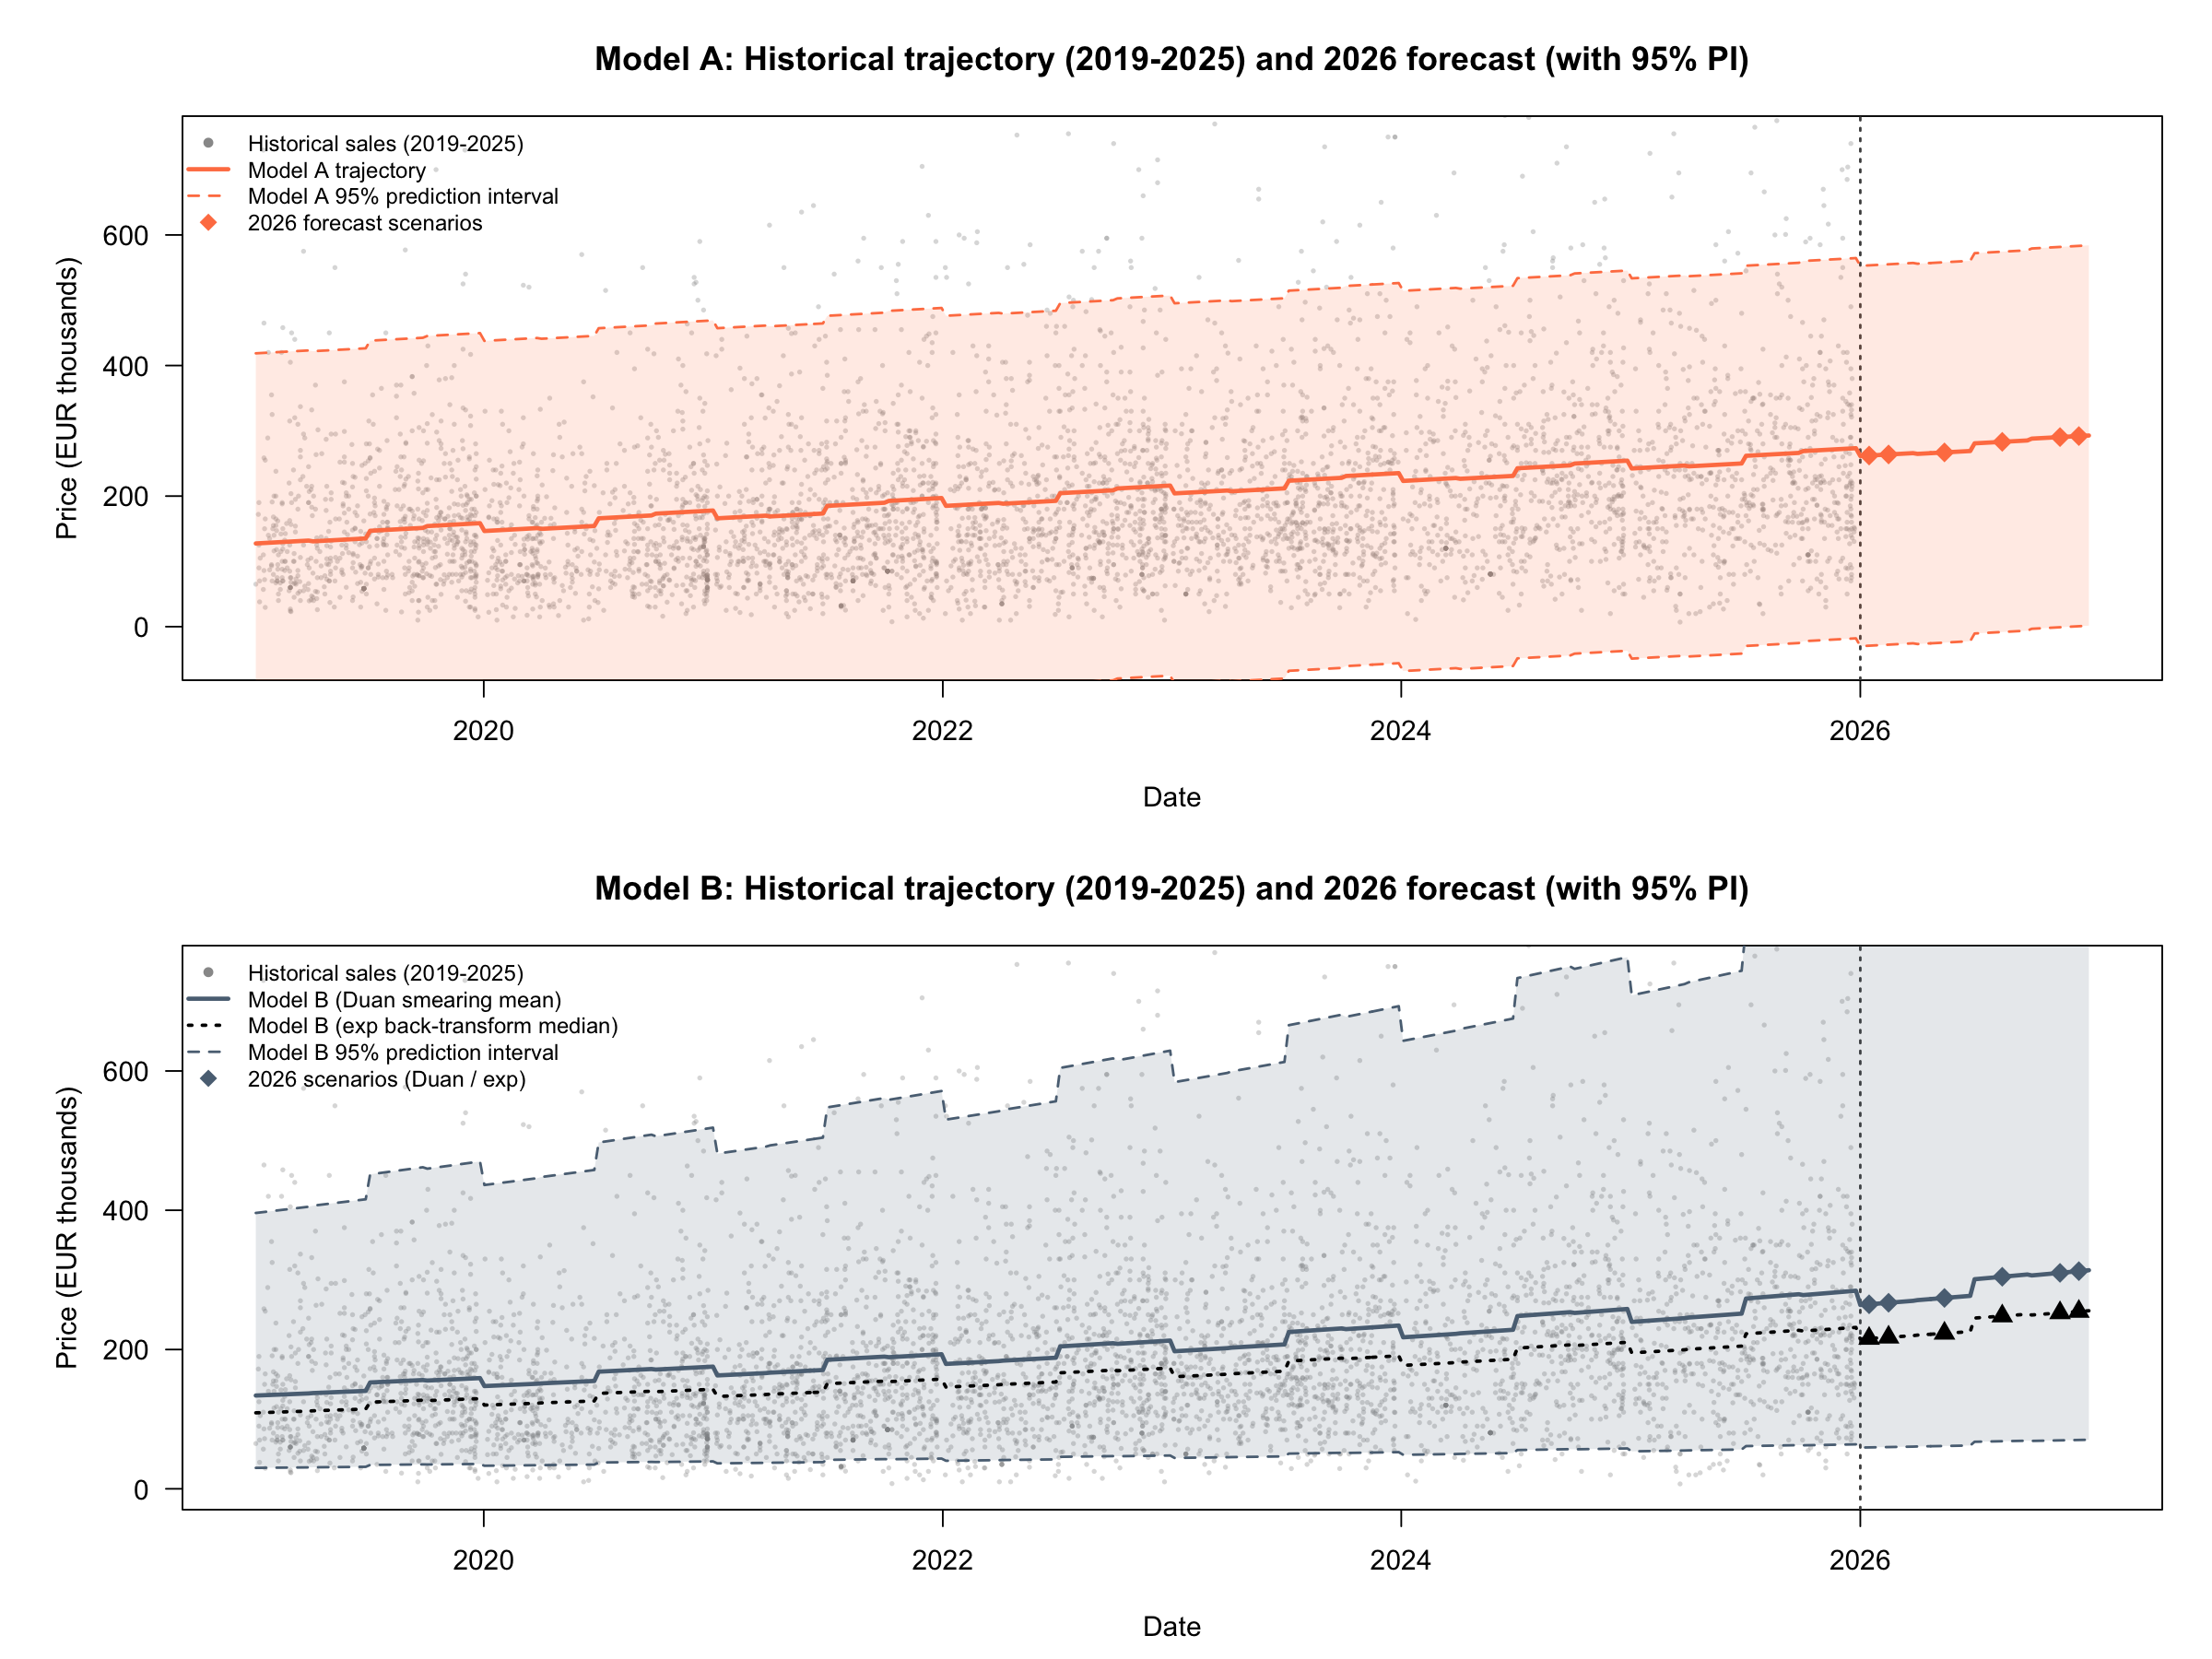 Model A: Historical trajectory (2019-2025) and 2026 forecast (with 95% PI)
Historical sales (2019-2025)
Model A trajectory
Model A 95% prediction interval
2026 forecast scenarios
Price (EUR thousands)
600
400
200
0
2020 2022 2024 2026
Date
Model B: Historical trajectory (2019-2025) and 2026 forecast (with 95% PI)
Historical sales (2019-2025)
Model B (Duan smearing mean)
Model B (exp back-transform median)
Model B 95% prediction interval
2026 scenarios (Duan / exp)
Price (EUR thousands)
600
400
200
0
2020 2022 2024 2026
Date